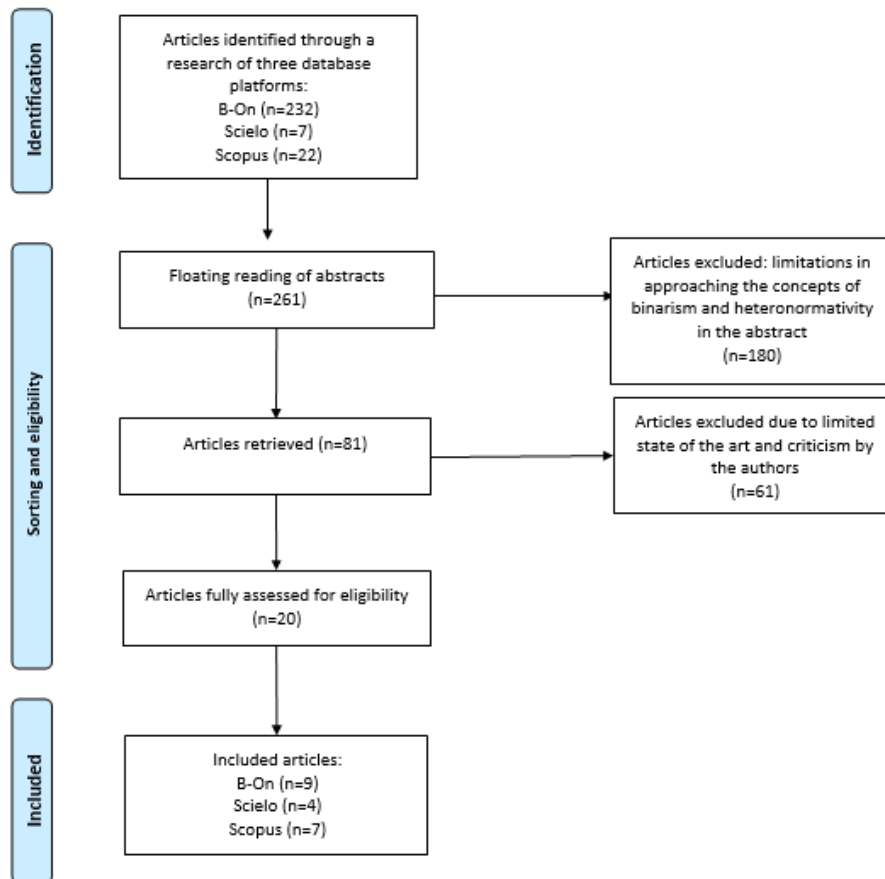 Identification
Articles identified through a
research of three database
platforms:
B-On (n=232)
Scielo (n=7)
Scopus (n=22)
Sorting and eligibility
Floating reading of abstracts
(n=261)
Articles excluded: limitations in
approaching the concepts of
binarism and heteronormativity
in the abstract
(n=180)
Articles retrieved (n=81)
Articles excluded due to limited
state of the art and criticism by
the authors
(n=61)
Articles fully assessed for eligibility
(n=20)
Included
Included articles:
B-On (n=9)
Scielo (n=4)
Scopus (n=7)